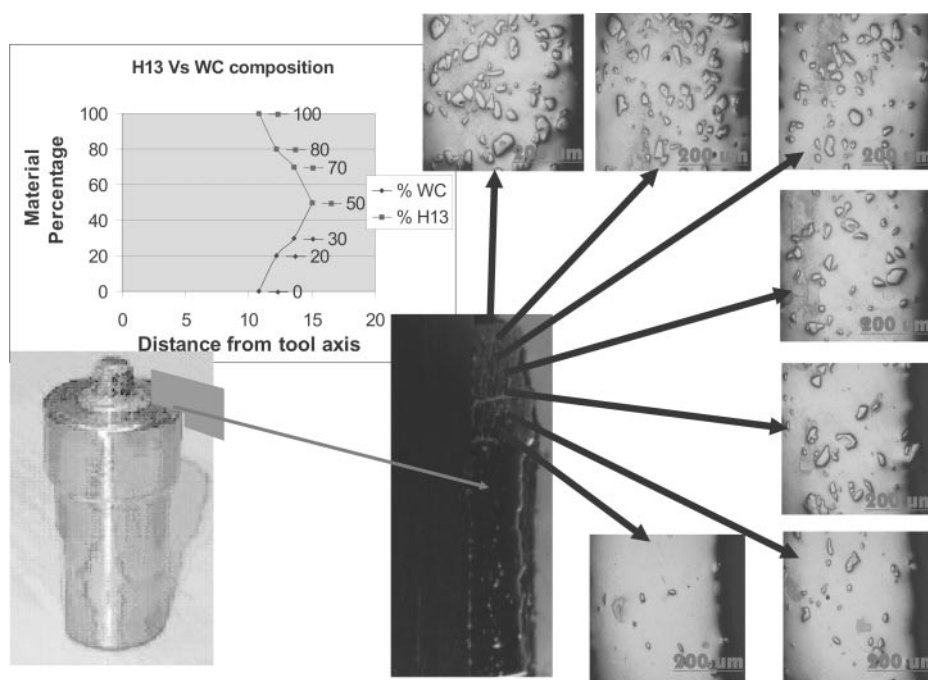 H13 Vs WC composition
Material
Percentage
100
80
60
40
20
0
100
80
70
50
30
20
0
% WC
% H13
0
5
10
15
20
Distance from tool axis
200 um
200 um
200 um
200 um
200 um
200 um
200 um